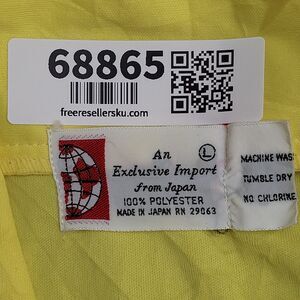 68865
freeresellersku.com
An
Exclusive Import
from Japan
100% POLYESTER
MADE IN JAPAN RN 29063
L
MACHINE WAS
TUMBLE DRY
NO CHLORINE